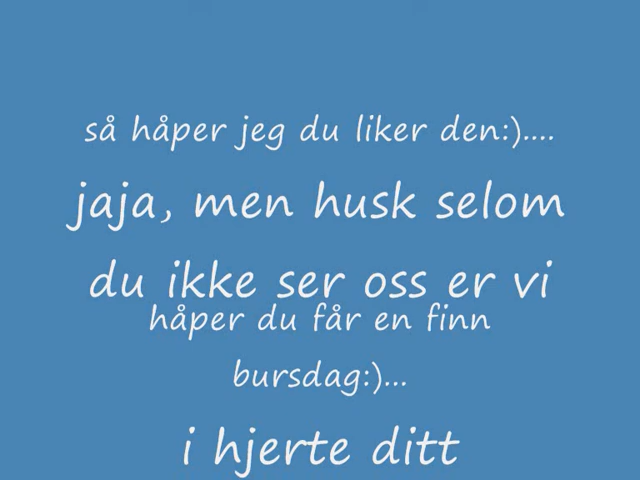 så håper jeg du liker den:)....
jaja, men husk selom
du ikke ser oss er vi
håper du får en finn
bursdag:)...
i hjerte ditt